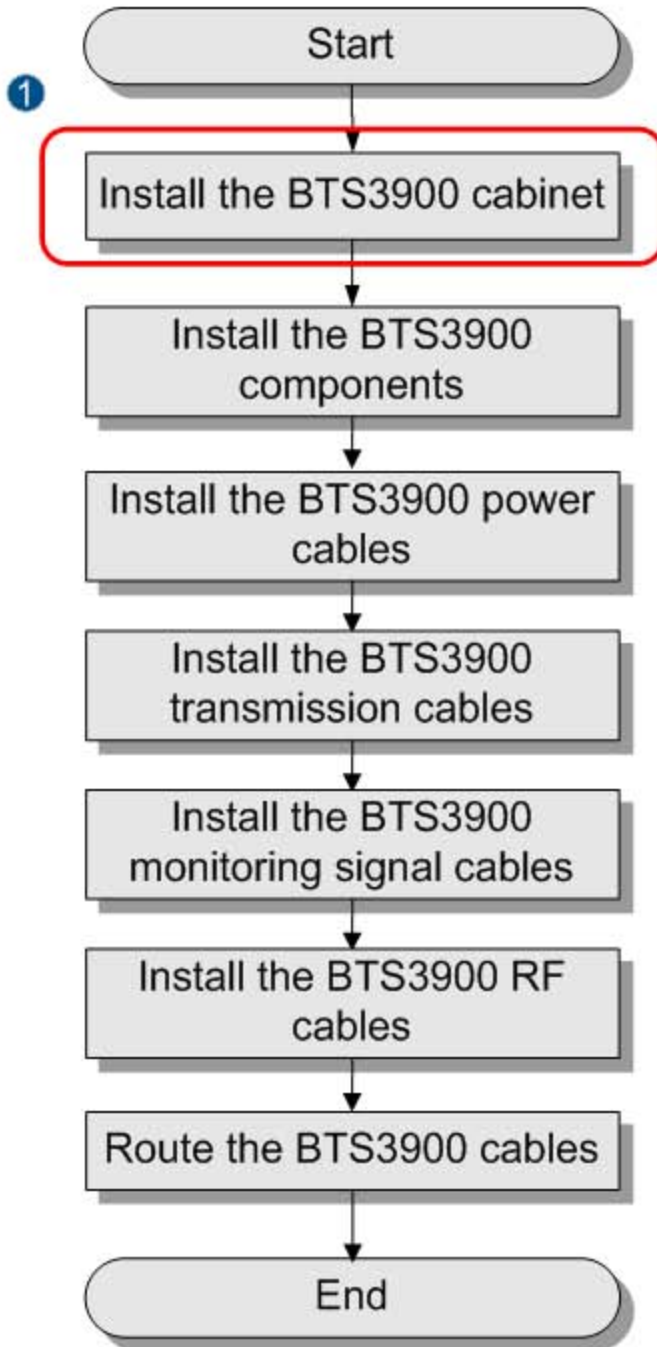 Start
1
Install the BTS3900 cabinet
Install the BTS3900
components
Install the BTS3900 power
cables
Install the BTS3900
transmission cables
Install the BTS3900
monitoring signal cables
Install the BTS3900 RF
cables
Route the BTS3900 cables
End